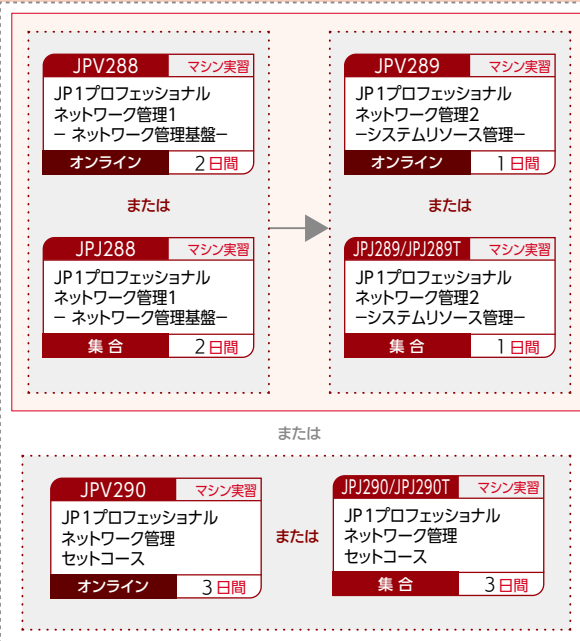 JPV288 マシン実習
JP1プロフェッショナル
ネットワーク管理1
− ネットワーク管理基盤−
オンライン 2日間
または
JPJ288 マシン実習
JP1プロフェッショナル
ネットワーク管理1
− ネットワーク管理基盤−
集合 2日間
JPV289 マシン実習
JP1プロフェッショナル
ネットワーク管理2
−システムリソース管理−
オンライン 1日間
または
JPJ289/JPJ289T マシン実習
JP1プロフェッショナル
ネットワーク管理2
−システムリソース管理−
集合 1日間
または
JPV290 マシン実習
JP1プロフェッショナル
ネットワーク管理
セットコース
オンライン 3日間
または
JPJ290/JPJ290T マシン実習
JP1プロフェッショナル
ネットワーク管理
セットコース
集合 3日間